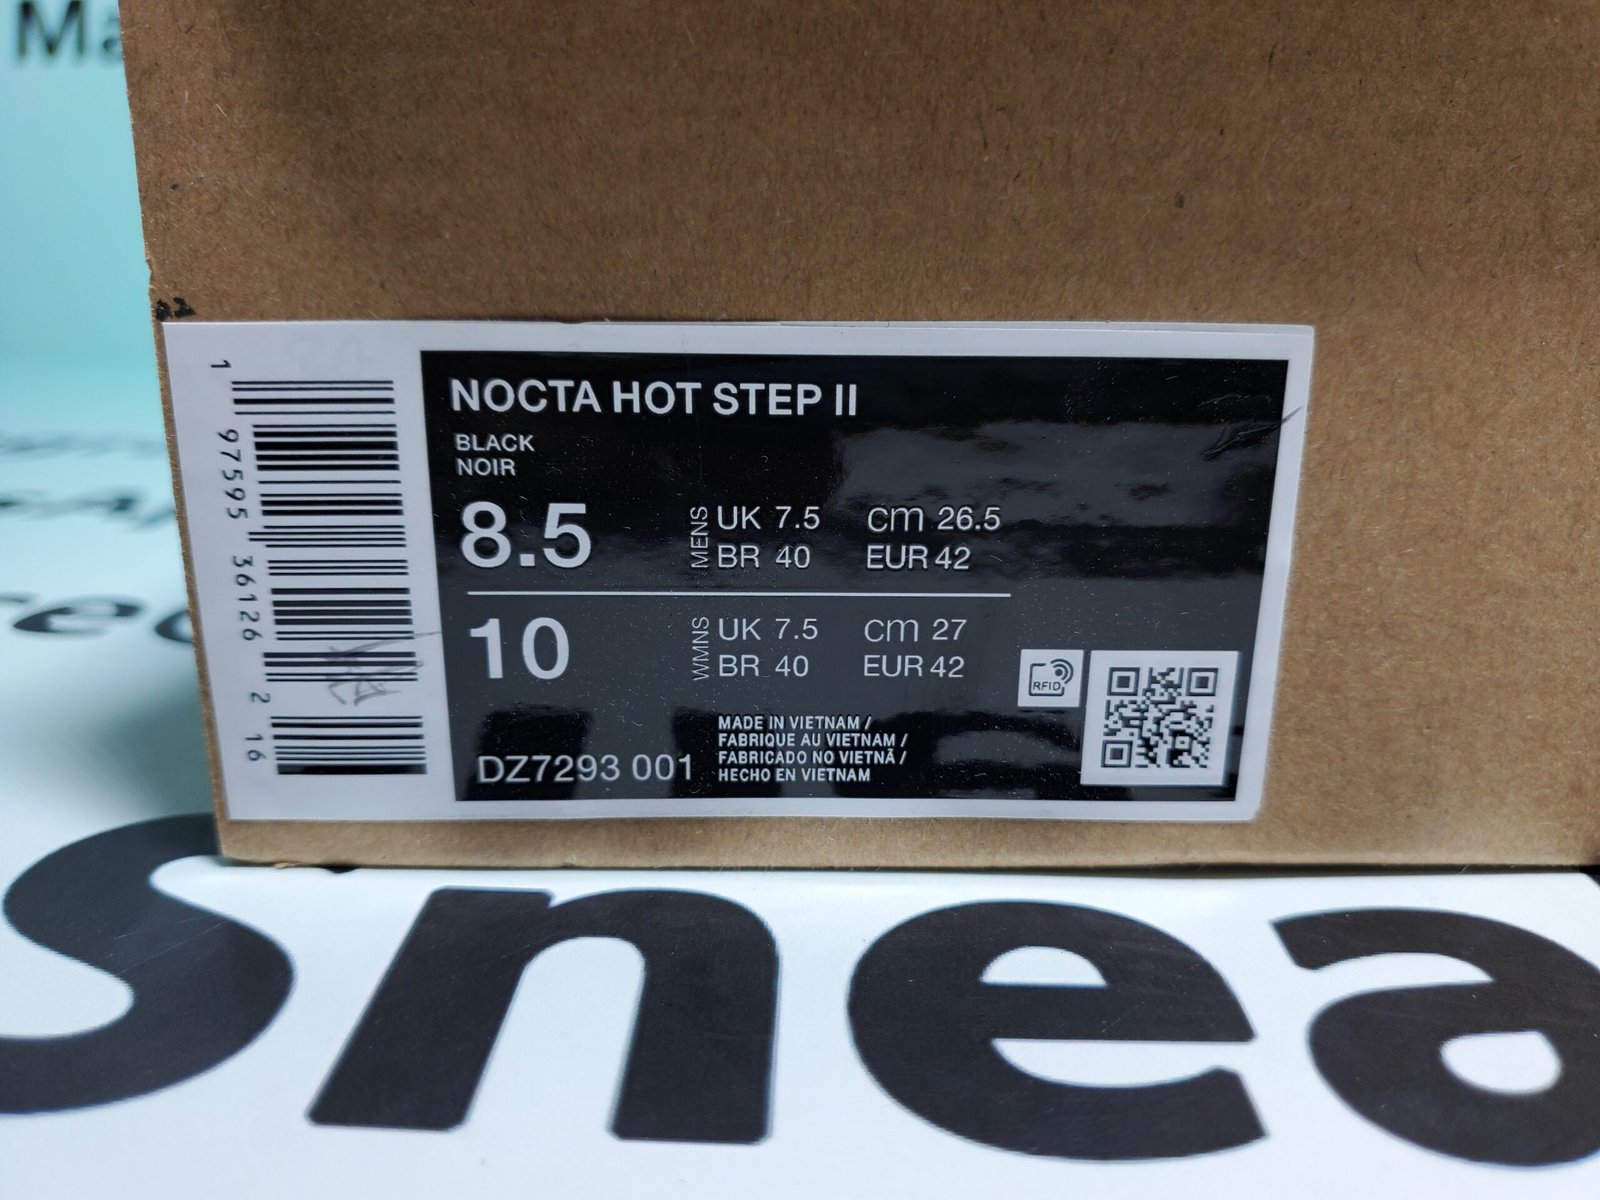 Ma
02
1 97595 36126 2 16
NOCTA HOT STEP II
BLACK
NOIR
8.5 MENS UK 7.5 cm 26.5
BR 40 EUR 42
10 WMNS UK 7.5 cm 27
BR 40 EUR 42
RFID
DZ7293 001
MADE IN VIETNAM /
FABRIQUE AU VIETNAM /
FABRICADO NO VIETNÃ /
HECHO EN VIETNAM
Snea